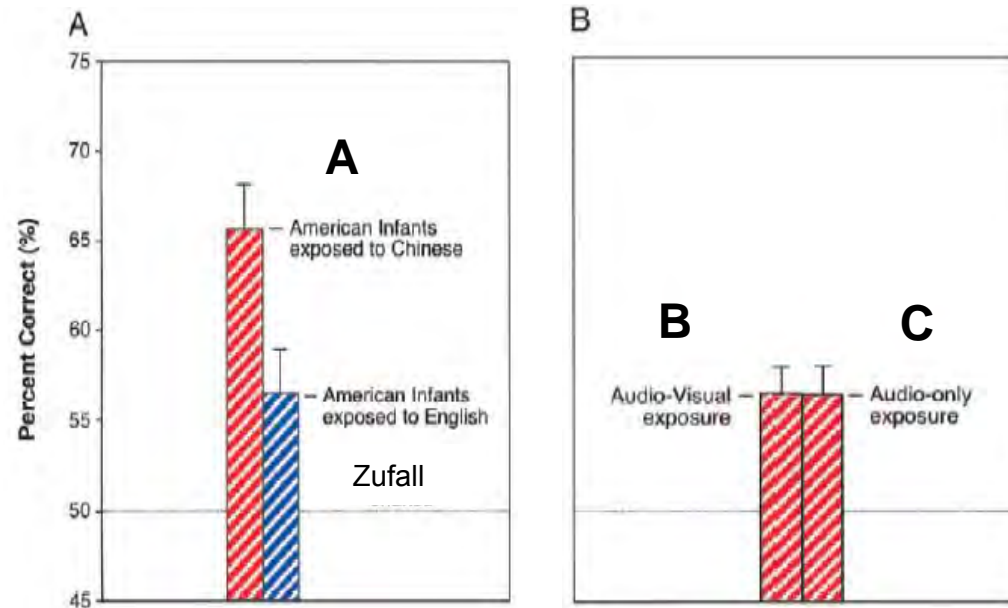 A
B
75
70
65
60
55
50
45
Percent Correct (%)
A
American Infants
exposed to Chinese
American Infants
exposed to English
Zufall
B
C
Audio-Visual
exposure
Audio-only
exposure